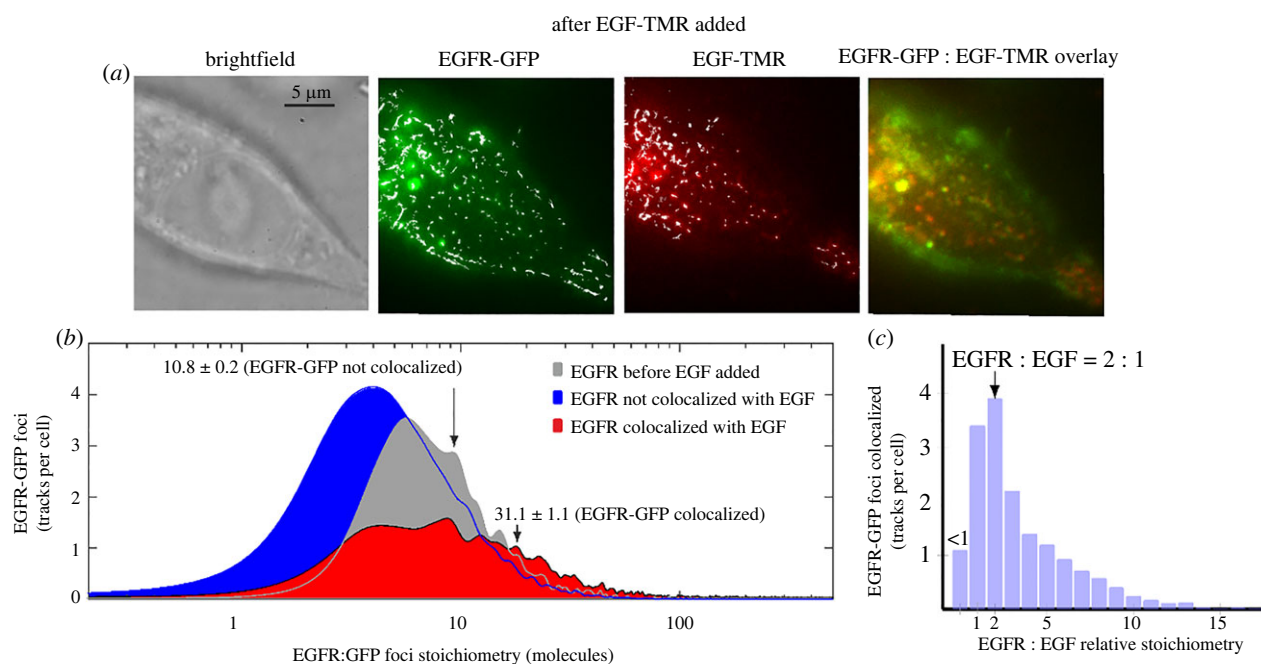 after EGF-TMR added
(a)
brightfield
EGFR-GFP
EGF-TMR
EGFR-GFP : EGF-TMR overlay
5 µm
(b)
10.8 ± 0.2 (EGFR-GFP not colocalized)
EGFR before EGF added
EGFR not colocalized with EGF
EGFR colocalized with EGF
31.1 ± 1.1 (EGFR-GFP colocalized)
EGFR-GFP foci
(tracks per cell)
4
3
2
1
0
1
10
100
EGFR:GFP foci stoichiometry (molecules)
(c)
EGFR : EGF = 2 : 1
EGFR-GFP foci colocalized
(tracks per cell)
4
3
2
1
<1
1
2
5
10
15
EGFR : EGF relative stoichiometry